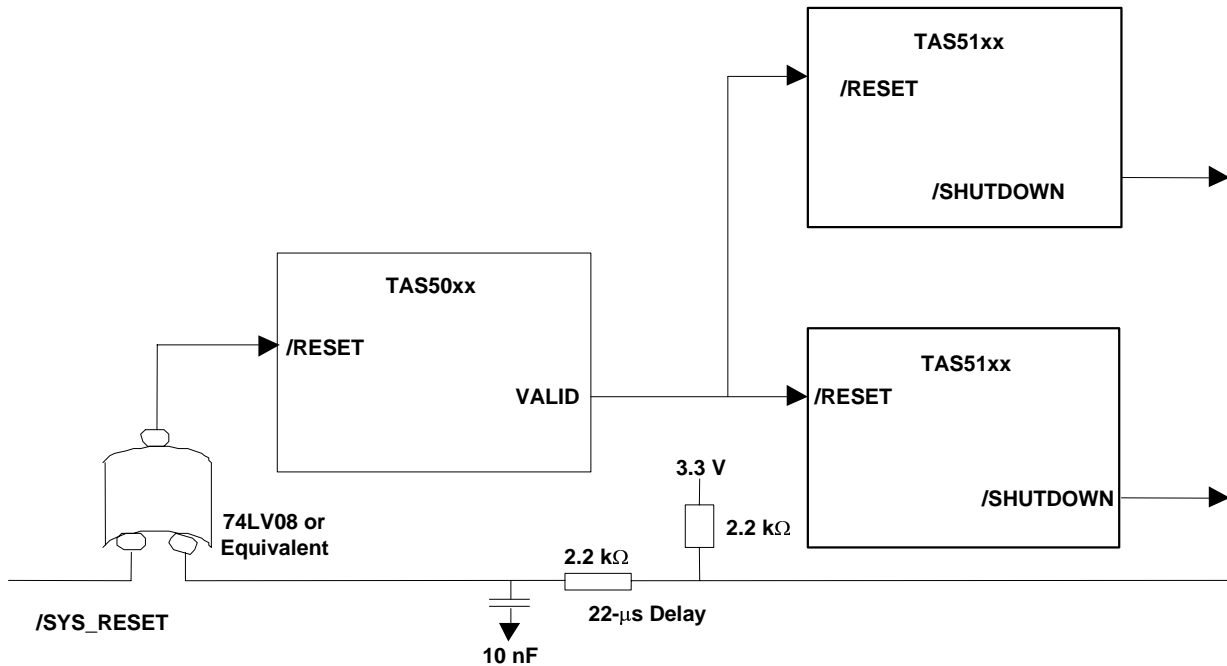 TAS51xx
/RESET
/SHUTDOWN
TAS50xx
/RESET
VALID
TAS51xx
/RESET
/SHUTDOWN
3.3 V
2.2 kΩ
74LV08 or
Equivalent
2.2 kΩ
22-μs Delay
/SYS_RESET
10 nF